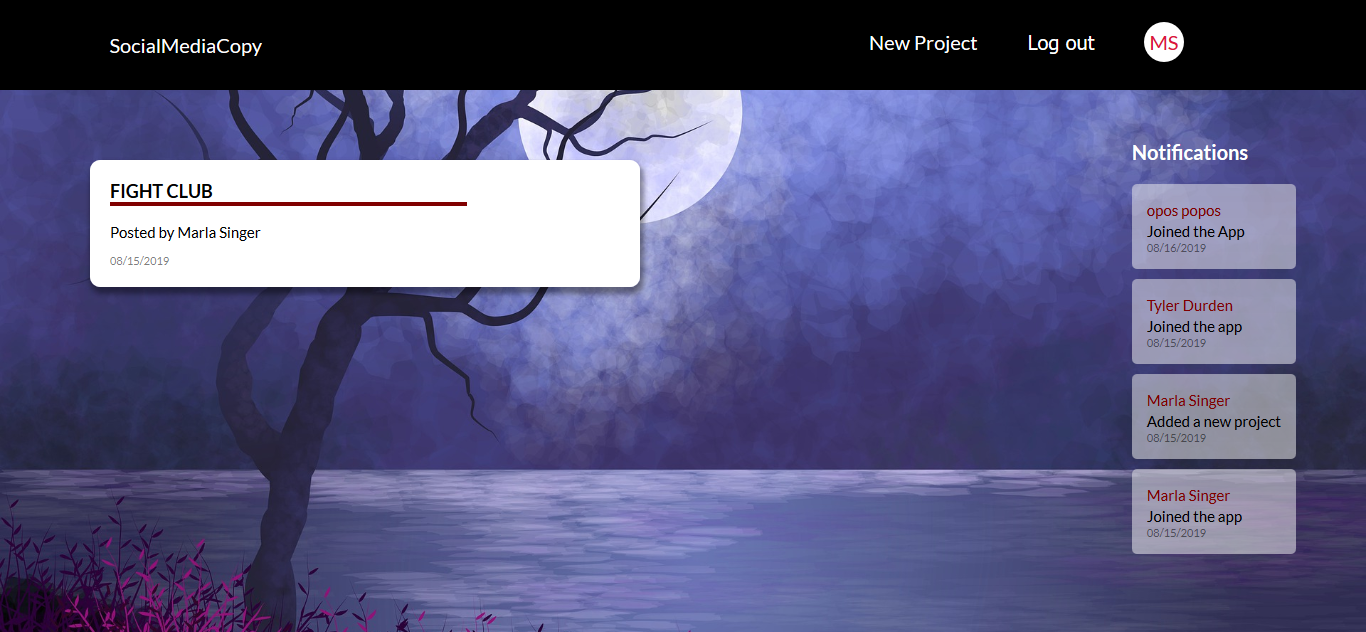 SocialMediaCopy
New Project
Log out
MS
FIGHT CLUB
Posted by Marla Singer
08/15/2019
Notifications
opos popos
Joined the App
08/16/2019
Tyler Durden
Joined the app
08/15/2019
Marla Singer
Added a new project
08/15/2019
Marla Singer
Joined the app
08/15/2019